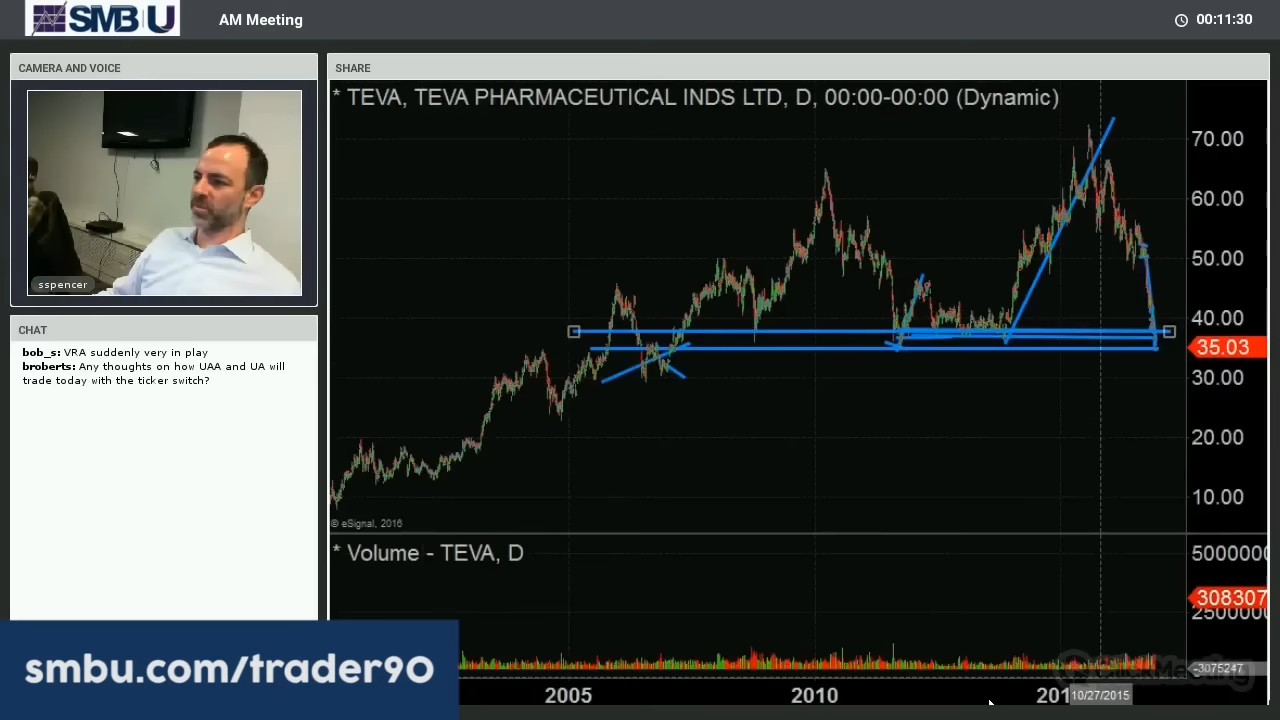 SMB U
AM Meeting
00:11:30
CAMERA AND VOICE
sspencer
CHAT
bob_s: VRA suddenly very in play
broberts: Any thoughts on how UAA and UA will
trade today with the ticker switch?
SHARE
* TEVA, TEVA PHARMACEUTICAL INDS LTD, D, 00:00-00:00 (Dynamic)
70.00
60.00
50.00
40.00
35.03
30.00
20.00
10.00
© eSignal, 2016
* Volume - TEVA, D
5000000
308307
2500000
-3075247
2005
2010
201
10/27/2015
smbu.com/trader90